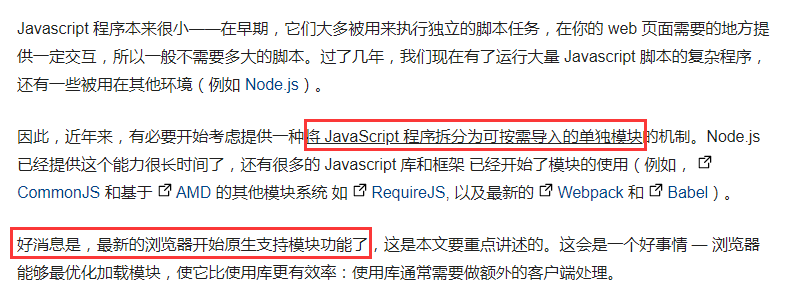 Javascript 程序本来很小——在早期，它们大多被用来执行独立的脚本任务，在你的 web 页面需要的地方提
供一定交互，所以一般不需要多大的脚本。过了几年，我们现在有了运行大量 Javascript 脚本的复杂程序，
还有一些被用在其他环境（例如 Node.js）。
因此，近年来，有必要开始考虑提供一种将 JavaScript 程序拆分为可按需导入的单独模块的机制。Node.js
已经提供这个能力很长时间了，还有很多的 Javascript 库和框架 已经开始了模块的使用（例如，
CommonJS 和基于 AMD 的其他模块系统 如 RequireJS, 以及最新的 Webpack 和 Babel）。
好消息是，最新的浏览器开始原生支持模块功能了，这是本文要重点讲述的。这会是一个好事情 — 浏览器
能够最优化加载模块，使它比使用库更有效率：使用库通常需要做额外的客户端处理。